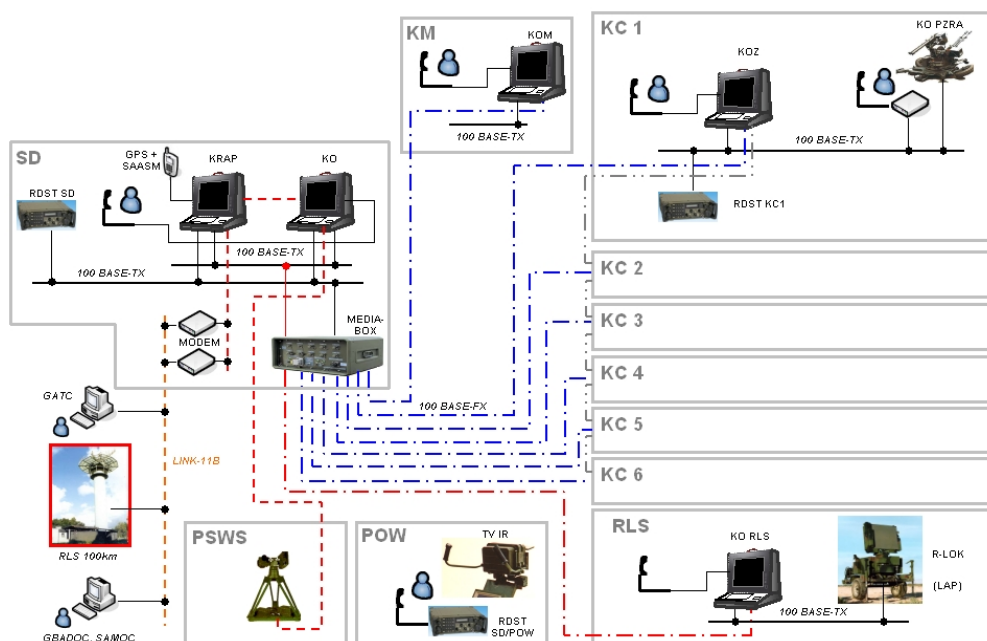 KM
KOM
100 BASE-TX
KC 1
KO PZRA
KOZ
100 BASE-TX
RDST KC1
SD
GPS +
SAASM
KRAP
KO
RDST SD
100 BASE-TX
100 BASE-TX
MEDIA-
BOX
MODEM
KC 2
KC 3
KC 4
KC 5
KC 6
100 BASE-FX
GATC
LINK-11B
RLS 100km
GBADOC, SAMOC
PSWS
POW
TV IR
RDST
SD/POW
RLS
KO RLS
R-LOK
(LAP)
100 BASE-TX